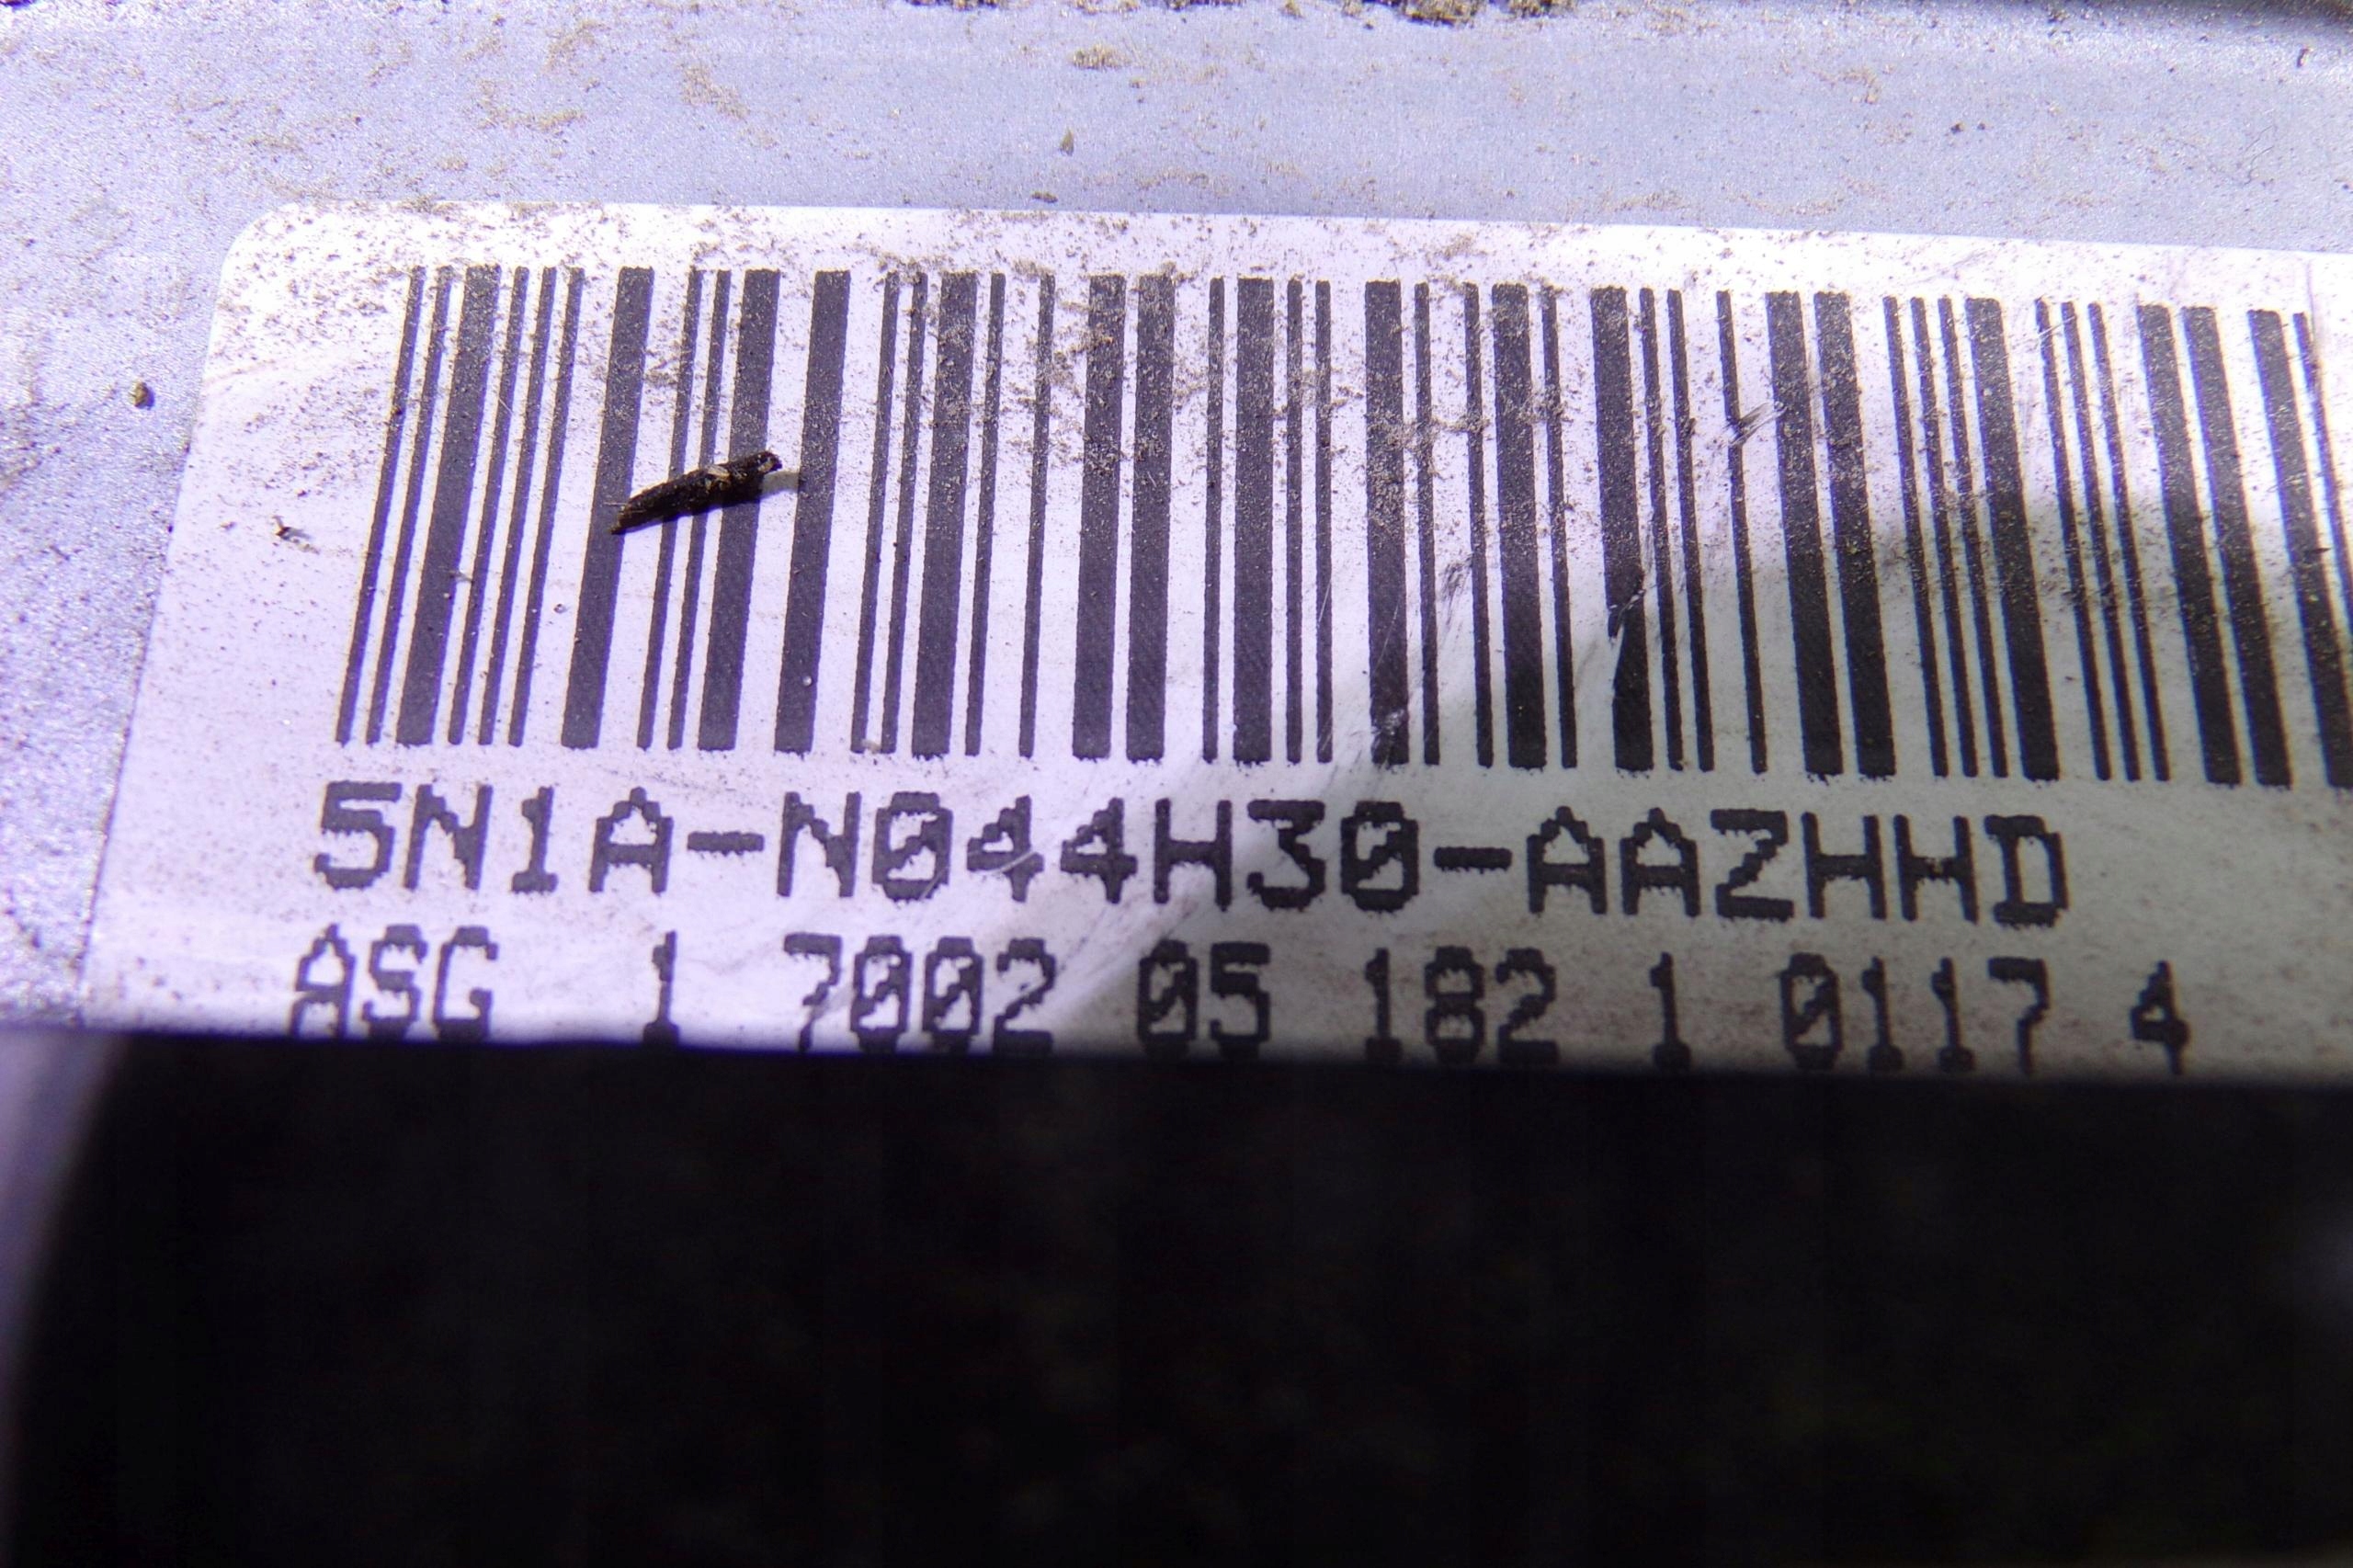 5N1A-N044H30-AAZHHD
ASG 1 7002 05 182 1 0117 4